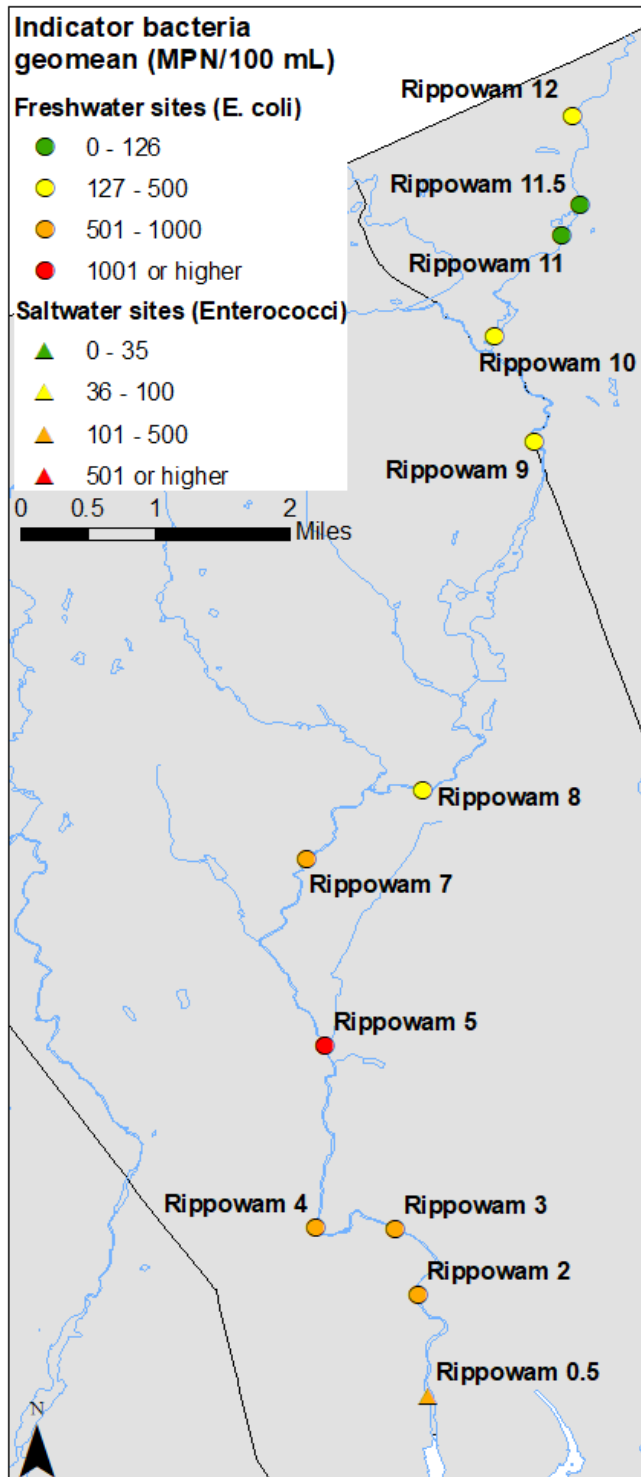 Indicator bacteria
geomean (MPN/100 mL)
Freshwater sites (E. coli)
0 - 126
127 - 500
501 - 1000
1001 or higher
Saltwater sites (Enterococci)
0 - 35
36 - 100
101 - 500
501 or higher
0 0.5 1 2
Miles
Rippowam 12
Rippowam 11.5
Rippowam 11
Rippowam 10
Rippowam 9
Rippowam 8
Rippowam 7
Rippowam 5
Rippowam 4
Rippowam 3
Rippowam 2
Rippowam 0.5
N